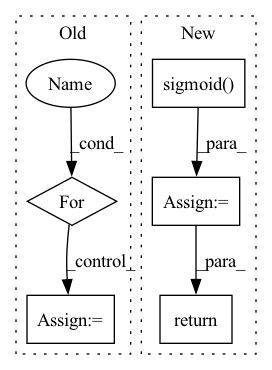 Old
New
Name
sigmoid()
_cond_
_para_
For
Assign:=
_control_
_para_
Assign:=
return